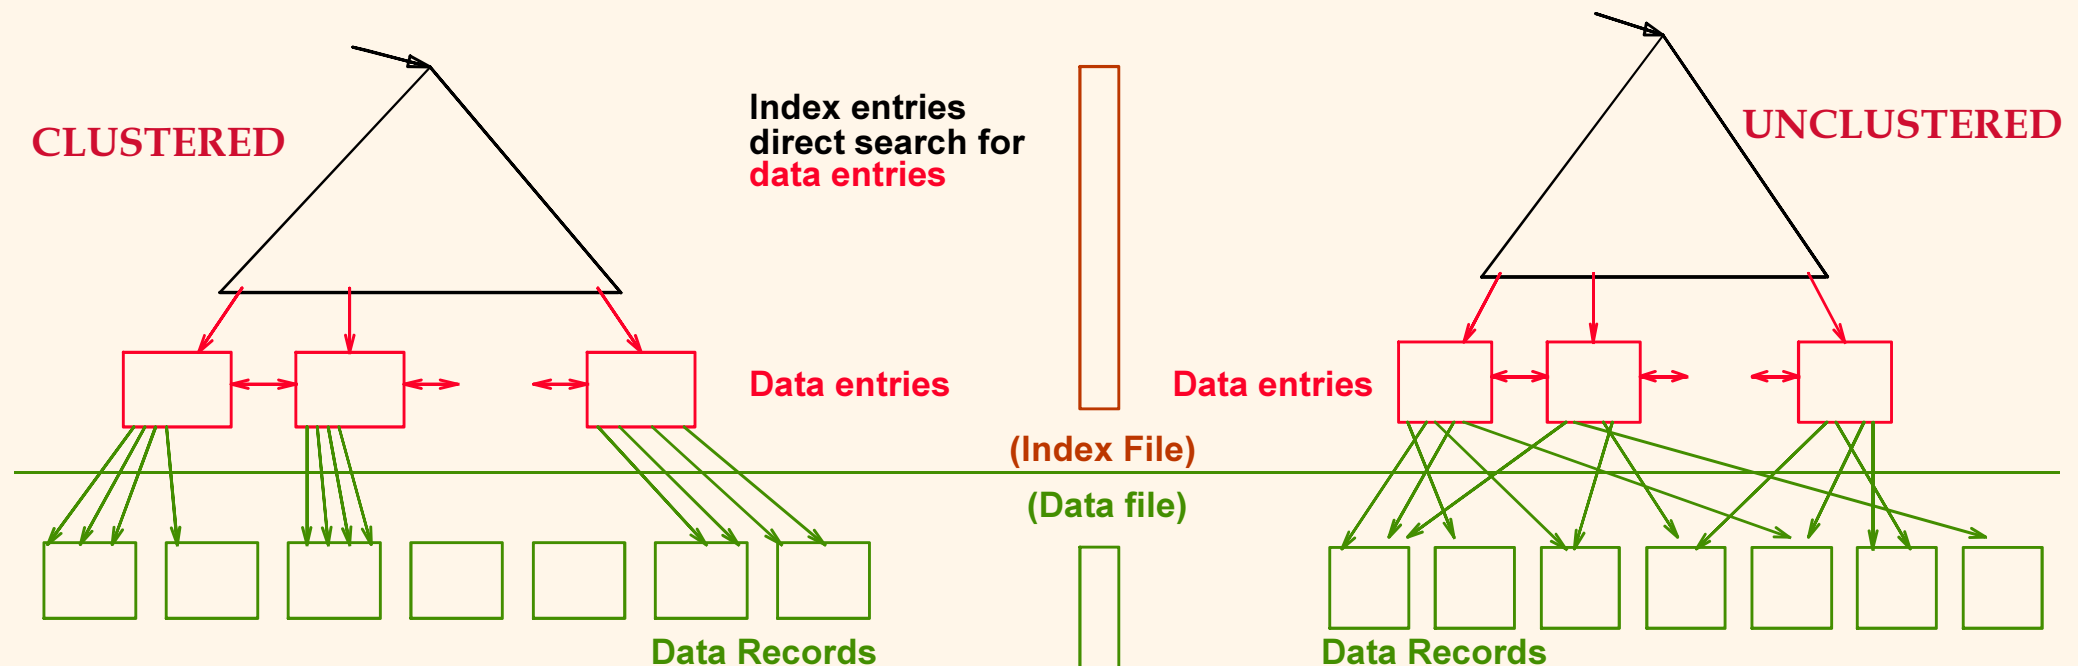 CLUSTERED
Index entries
direct search for
data entries
UNCLUSTERED
Data entries
Data entries
(Index File)
(Data file)
Data Records
Data Records